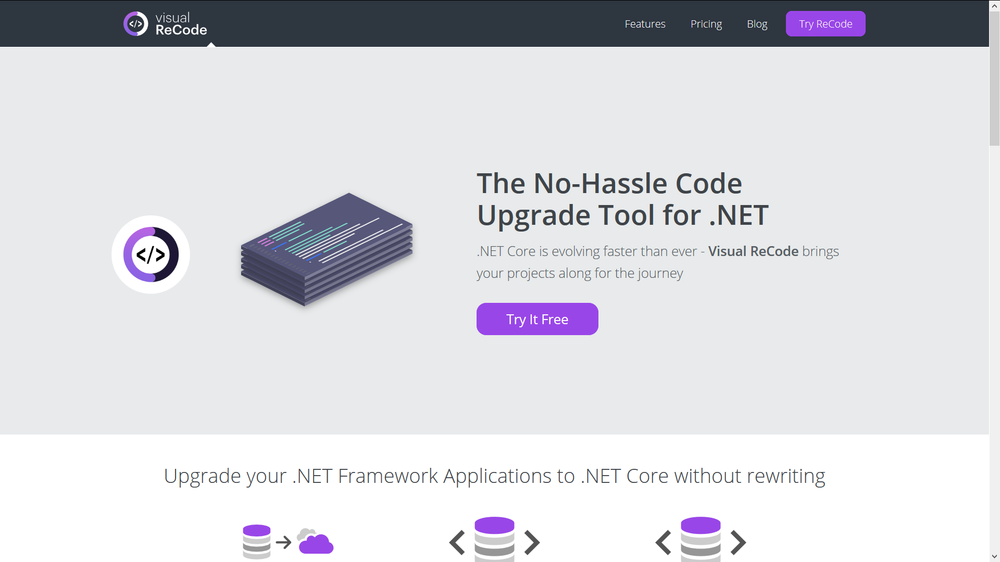 visual
ReCode
Features
Pricing
Blog
Try ReCode
</>
The No-Hassle Code
Upgrade Tool for .NET
.NET Core is evolving faster than ever - Visual ReCode brings
your projects along for the journey
Try It Free
Upgrade your .NET Framework Applications to .NET Core without rewriting